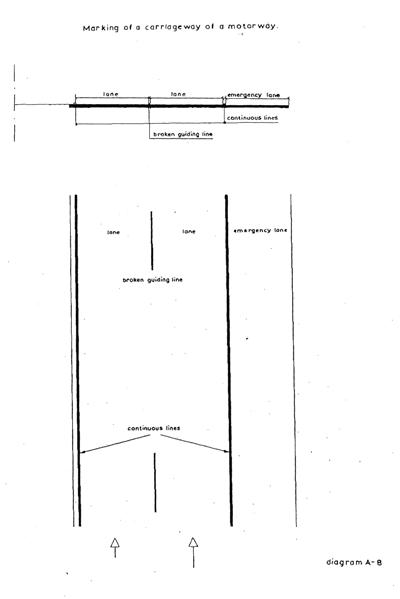 Marking of a carriageway of a motorway.
lane lane emergency lane
continuous lines
broken guiding line
lane lane emergency lane
broken guiding line
continuous lines
diagram A-8